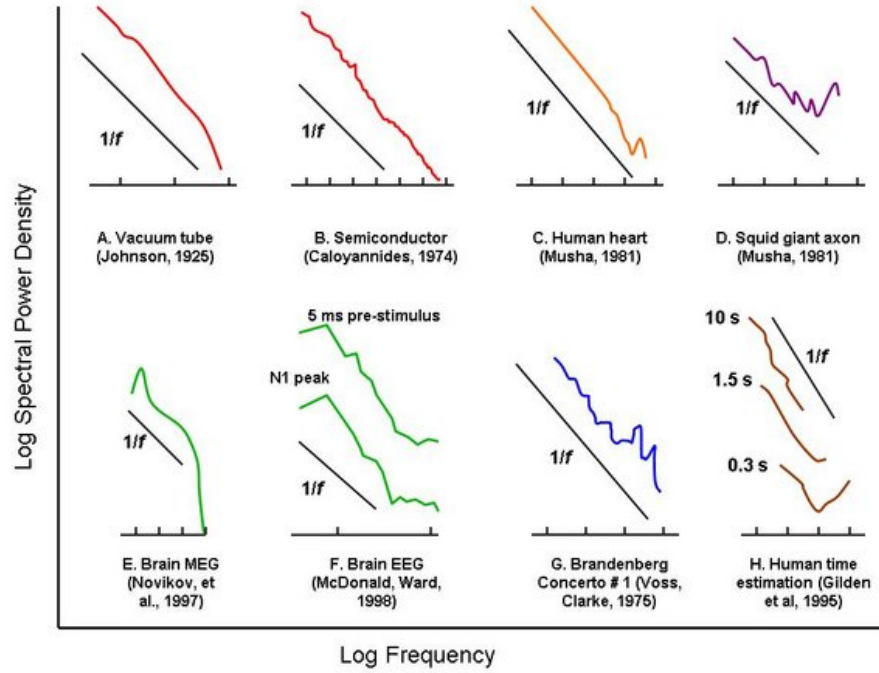 Log Spectral Power Density
1/f
1/f
1/f
1/f
A. Vacuum tube
(Johnson, 1925)
B. Semiconductor
(Caloyannides, 1974)
C. Human heart
(Musha, 1981)
D. Squid giant axon
(Musha, 1981)
5 ms pre-stimulus
N1 peak
10 s
1.5 s
0.3 s
1/f
1/f
1/f
1/f
E. Brain MEG
(Novikov, et
al., 1997)
F. Brain EEG
(McDonald, Ward,
1998)
G. Brandenberg
Concerto # 1 (Voss,
Clarke, 1975)
H. Human time
estimation (Gilden
et al, 1995)
Log Frequency